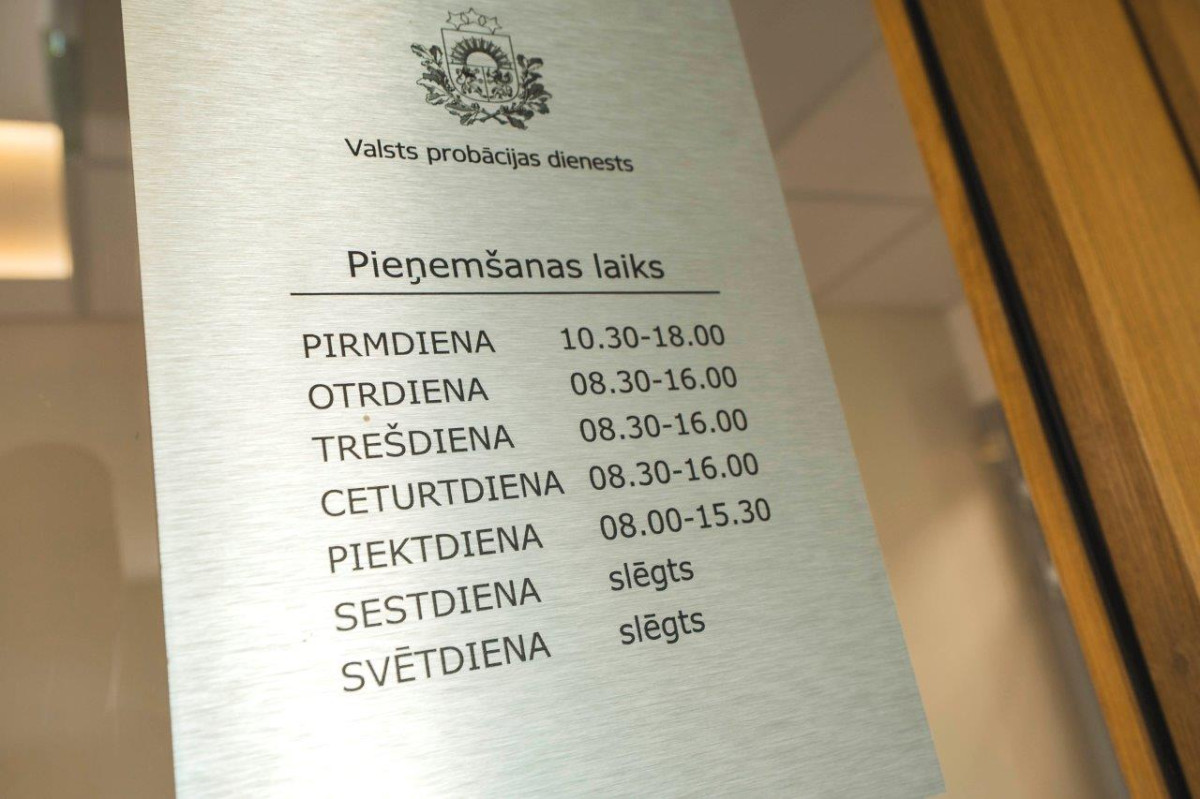 Valsts probācijas dienests
Pieņemšanas laiks
PIRMDIENA 10.30-18.00
OTRDIENA 08.30-16.00
TREŠDIENA 08.30-16.00
CETURTDIENA 08.30-16.00
PIEKTDIENA 08.00-15.30
SESTDIENA slēgts
SVĒTDIENA slēgts